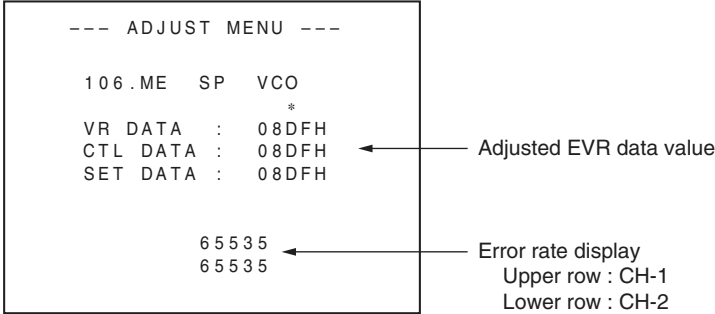 --- ADJUST MENU ---
106.ME SP VCO
*
VR DATA : 08DFH
CTL DATA : 08DFH
SET DATA : 08DFH
Adjusted EVR data value
65535
65535
Error rate display
Upper row : CH-1
Lower row : CH-2